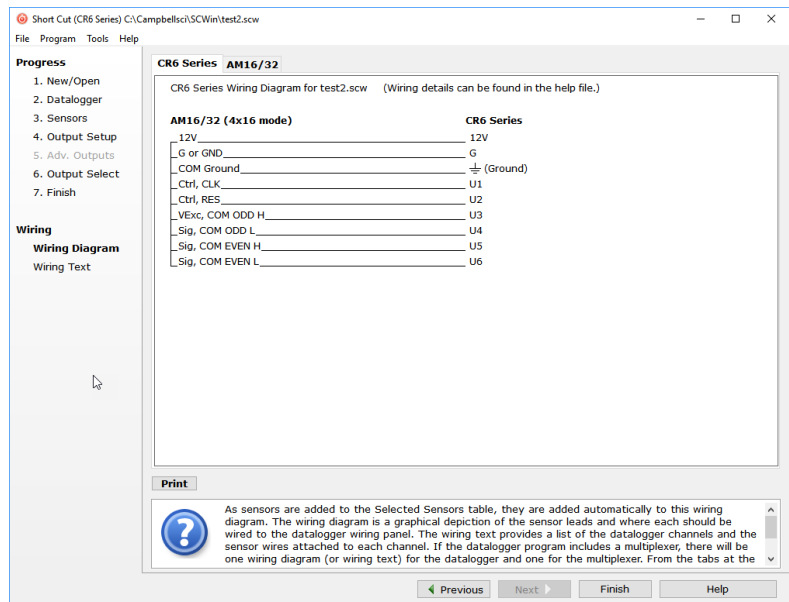 Short Cut (CR6 Series) C:\Campbellsci\SCWin\test2.scw
File Program Tools Help
Progress
1. New/Open
2. Datalogger
3. Sensors
4. Output Setup
5. Adv. Outputs
6. Output Select
7. Finish
Wiring
Wiring Diagram
Wiring Text
CR6 Series AM16/32
CR6 Series Wiring Diagram for test2.scw (Wiring details can be found in the help file.)
AM16/32 (4x16 mode) CR6 Series
12V 12V
G or GND G
COM Ground (Ground)
Ctrl, CLK U1
Ctrl, RES U2
VExc, COM ODD H U3
Sig, COM ODD L U4
Sig, COM EVEN H U5
Sig, COM EVEN L U6
Print
As sensors are added to the Selected Sensors table, they are added automatically to this wiring
diagram. The wiring diagram is a graphical depiction of the sensor leads and where each should be
wired to the datalogger wiring panel. The wiring text provides a list of the datalogger channels and the
sensor wires attached to each channel. If the datalogger program includes a multiplexer, there will be
one wiring diagram (or wiring text) for the datalogger and one for the multiplexer. From the tabs at the
Previous Next Finish Help